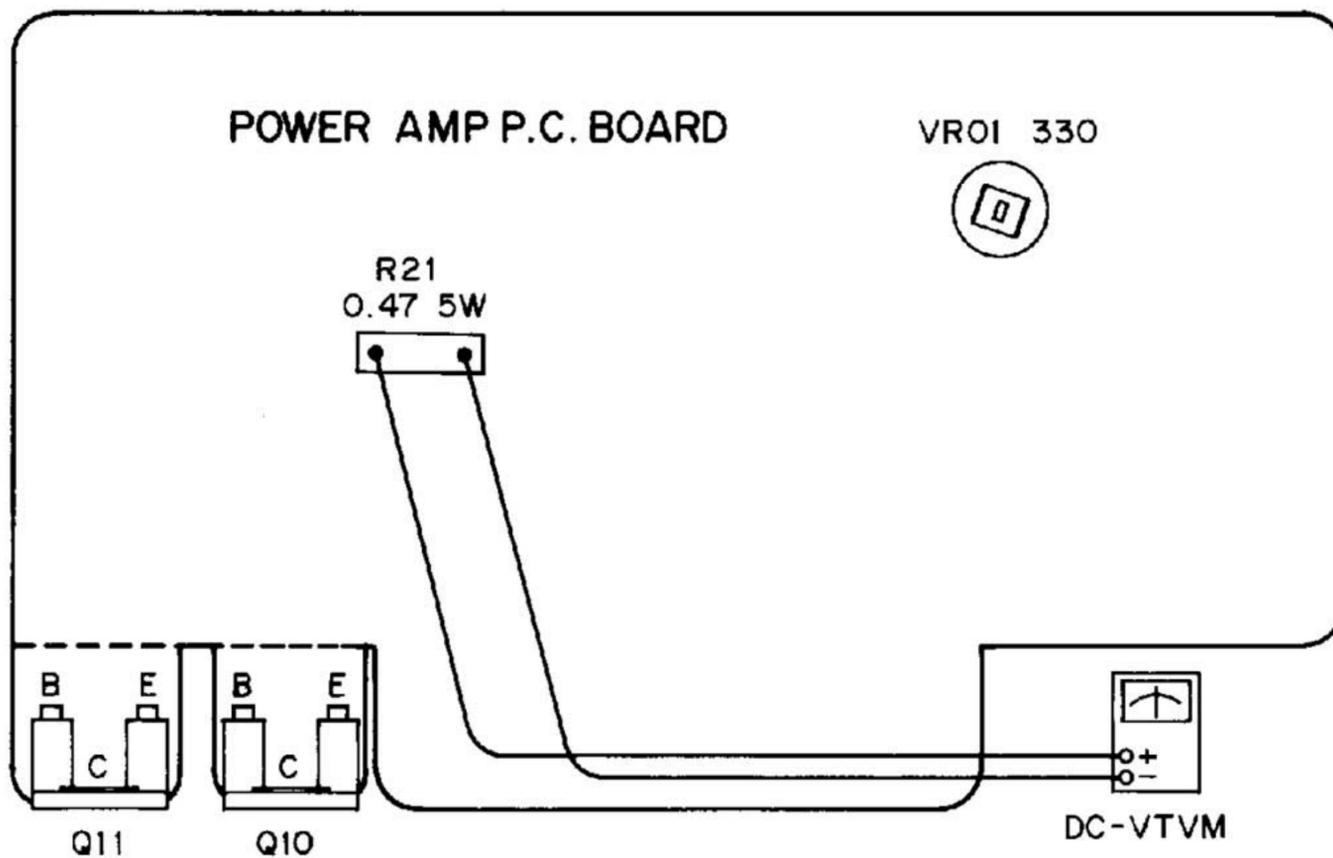 POWER AMP P.C. BOARD
VR01 330
R21
0.47 5W
B E B E
C C
+
−
Q11 Q10
DC-VTVM